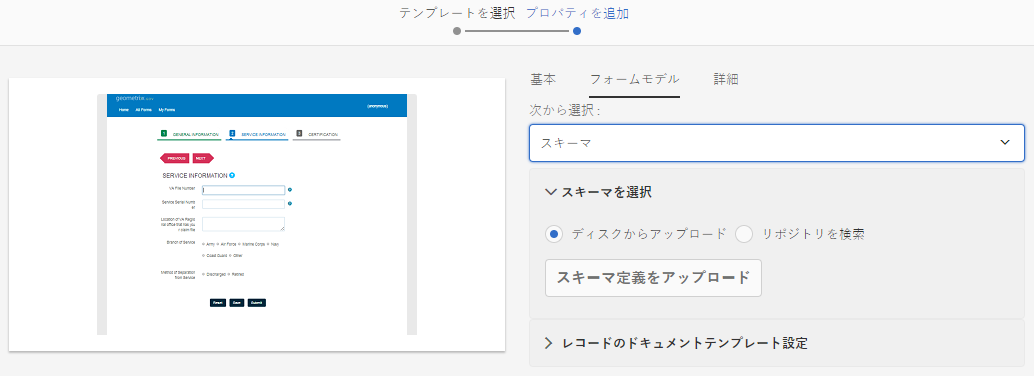 テンプレートを選択 プロパティを追加
基本 フォームモデル 詳細
次から選択 :
スキーマ
スキーマを選択
ディスクからアップロード リポジトリを検索
スキーマ定義をアップロード
レコードのドキュメントテンプレート設定
geometrixx
Home All Forms My Forms
(anonymous)
1 GENERAL INFORMATION 2 SERVICE INFORMATION 3 CERTIFICATION
PREVIOUS NEXT
SERVICE INFORMATION
VA File Number
Service Serial Numb
er
Location of VA Regio
nal office that has you
r claim file
Branch of Service
Army Air Force Marine Corps Navy
Coast Guard Other
Method of Separation
from Service
Discharged Retired
Reset Save Submit